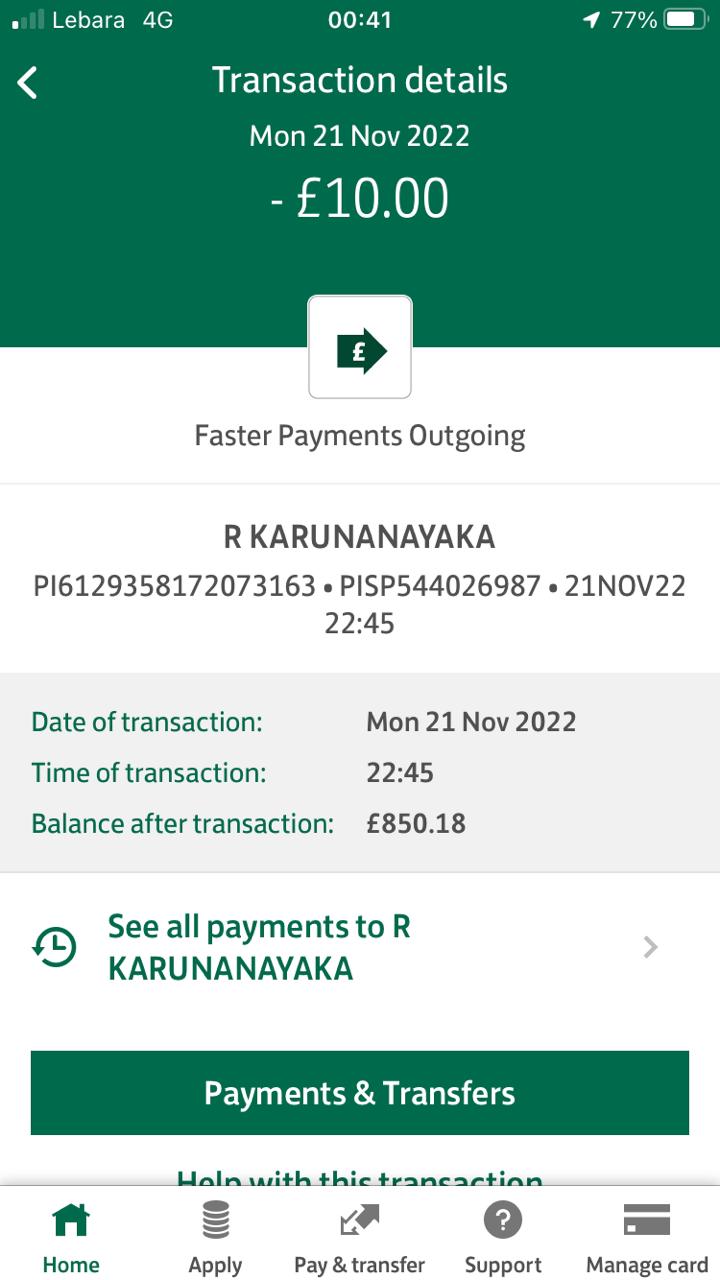 Lebara 4G 00:41 77%
Transaction details
Mon 21 Nov 2022
- £10.00
£
Faster Payments Outgoing
R KARUNANAYAKA
PI6129358172073163 • PISP544026987 • 21NOV22
22:45
Date of transaction: Mon 21 Nov 2022
Time of transaction: 22:45
Balance after transaction: £850.18
See all payments to R
KARUNANAYAKA
Payments & Transfers
Help with this transaction
?
Home Apply Pay & transfer Support Manage card